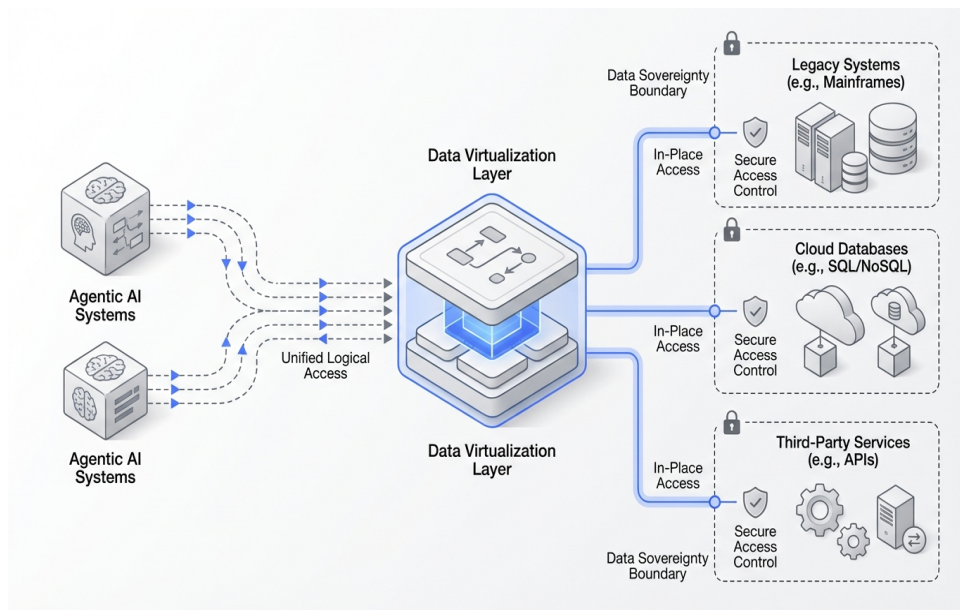 Agentic AI
Systems
Agentic AI
Systems
Unified Logical
Access
Data Virtualization
Layer
Data Virtualization
Layer
Data Sovereignty
Boundary
In-Place
Access
Legacy Systems
(e.g., Mainframes)
Secure
Access
Control
In-Place
Access
Cloud Databases
(e.g., SQL/NoSQL)
Secure
Access
Control
In-Place
Access
Third-Party Services
(e.g., APIs)
Secure
Access
Control
Data Sovereignty
Boundary